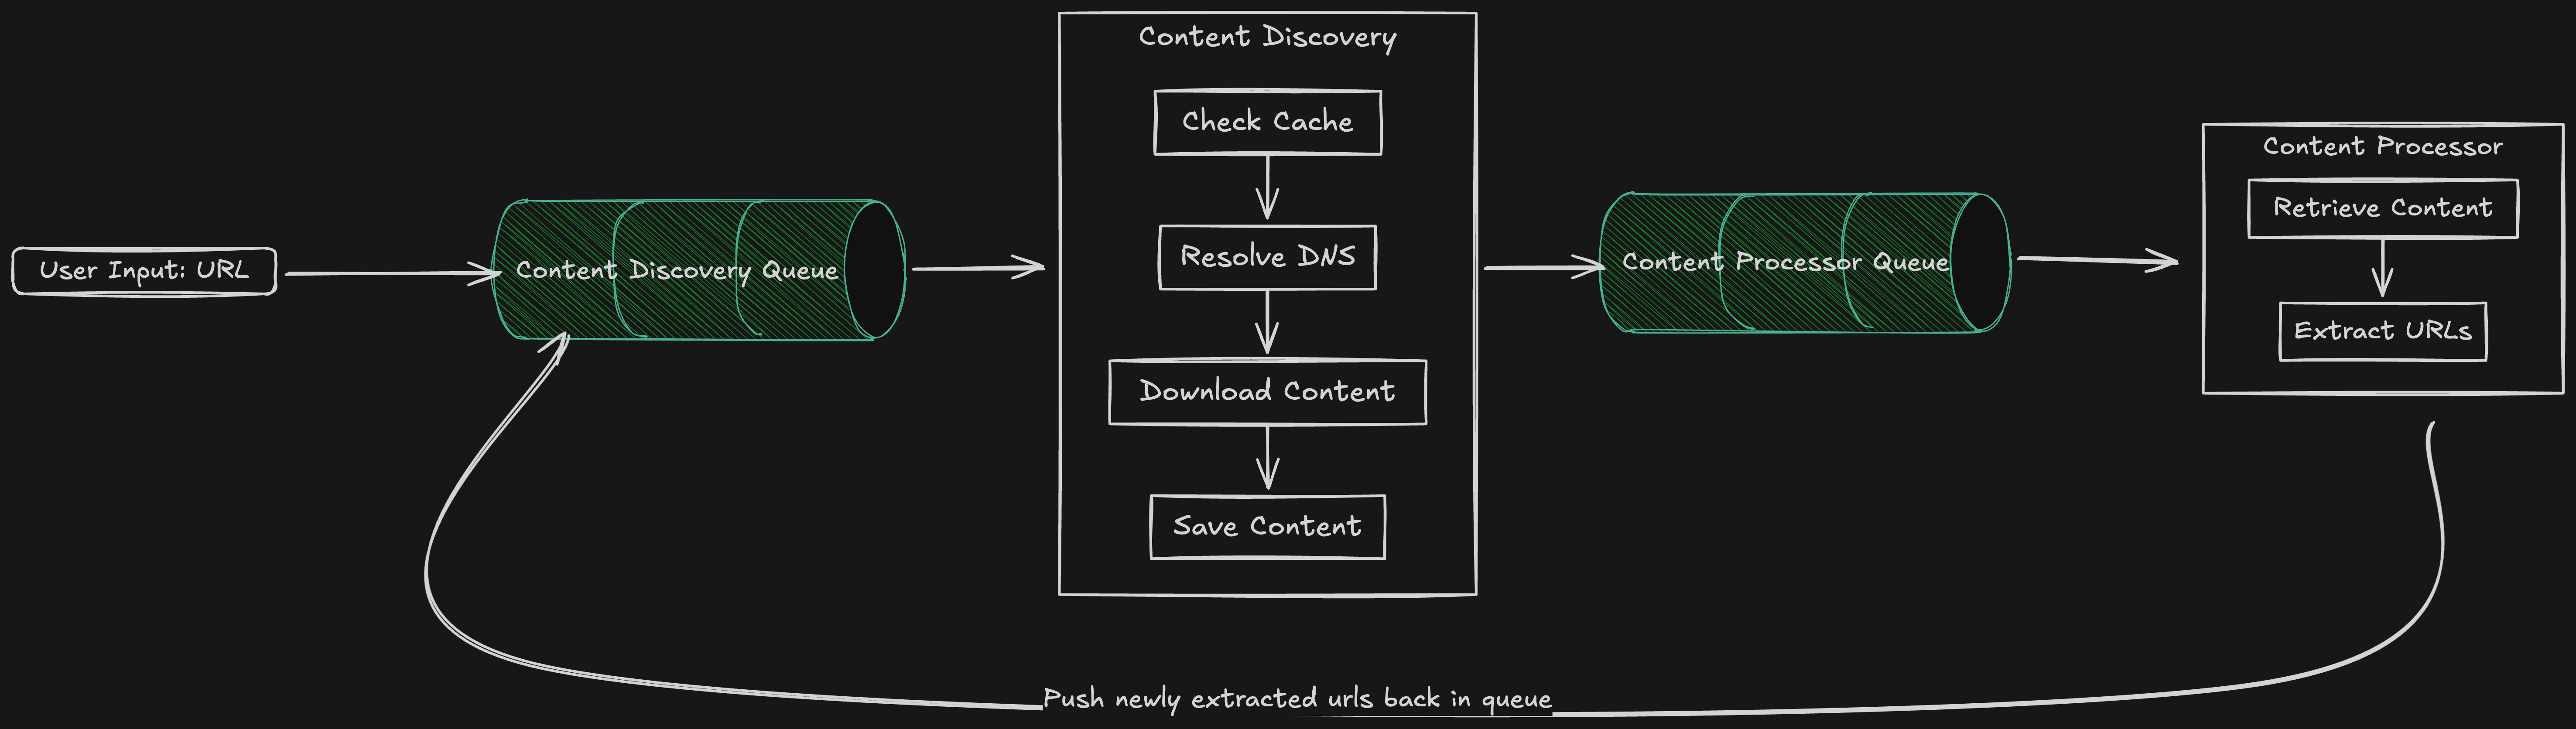 User Input: URL
Content Discovery Queue
Content Discovery
Check Cache
Resolve DNS
Download Content
Save Content
Content Processor Queue
Content Processor
Retrieve Content
Extract URLs
Push newly extracted urls back in queue